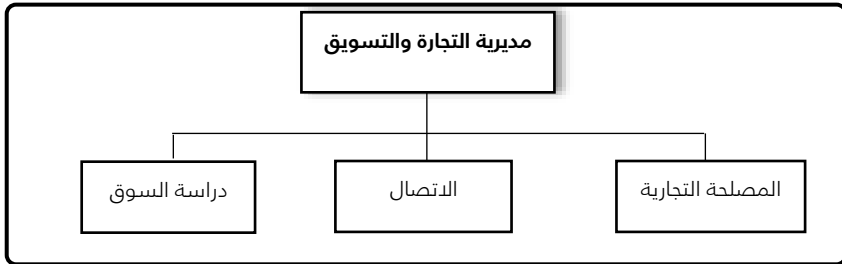 مديرية التجارة والتسويق
المصلحة التجارية
الاتصال
دراسة السوق